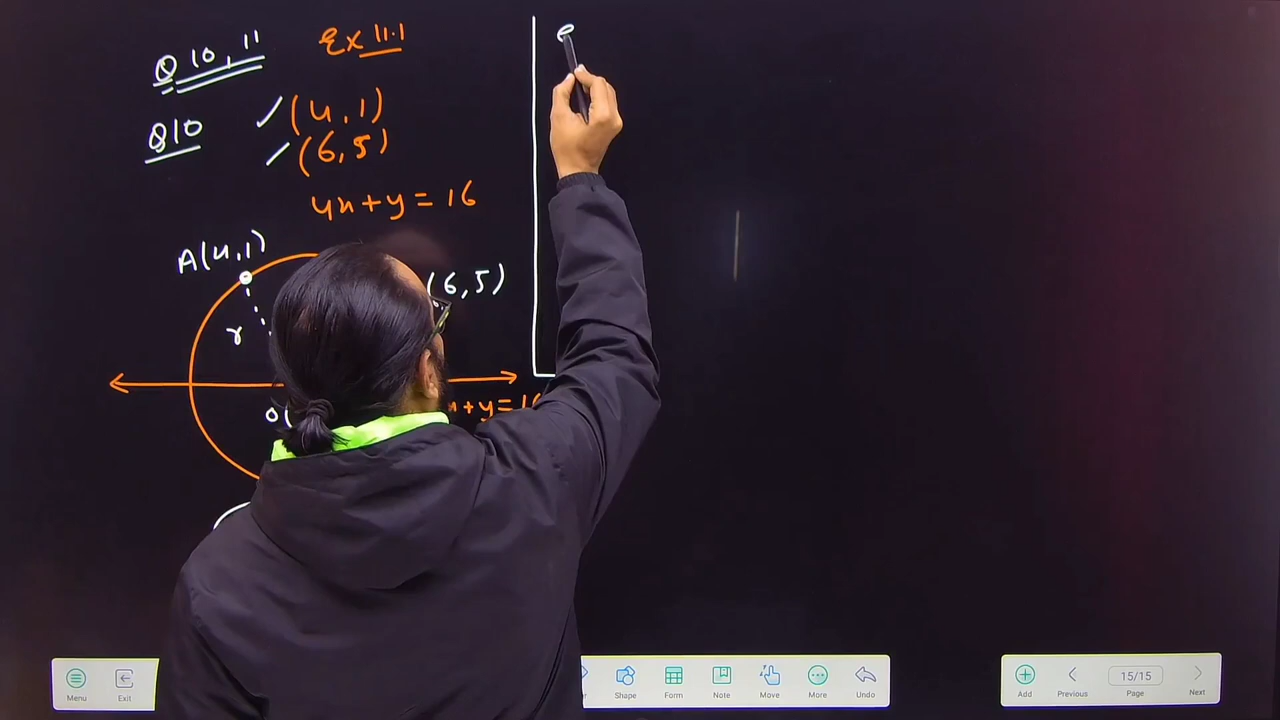 Q 10, 11 Ex 11.1
Q10 (4, 1)
(6, 5)
4x + y = 16
A(4, 1)
(6, 5)
r
O( x + y = 16
Menu Exit Shape Form Note Move More Undo Add Previous 15/15 Page Next